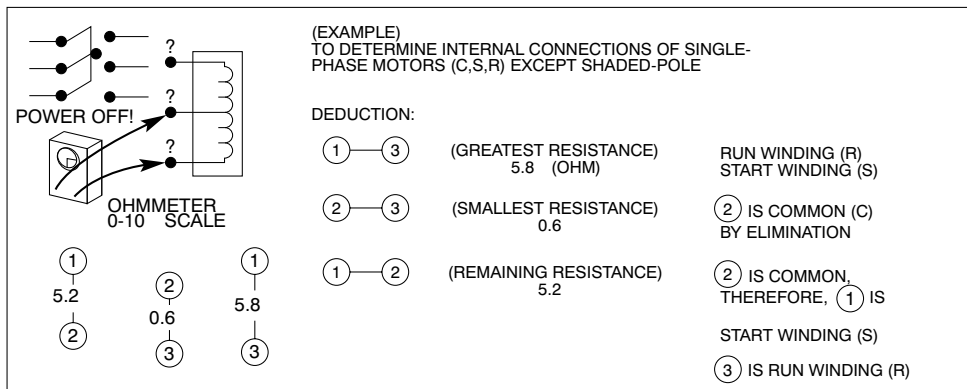 (EXAMPLE)
TO DETERMINE INTERNAL CONNECTIONS OF SINGLE-
PHASE MOTORS (C,S,R) EXCEPT SHADED-POLE
?
?
?
POWER OFF!
OHMMETER
0-10 SCALE
1 5.2 2
2 0.6 3
1 5.8 3
DEDUCTION:
1 3 (GREATEST RESISTANCE) RUN WINDING (R)
5.8 (OHM) START WINDING (S)
2 3 (SMALLEST RESISTANCE) 2 IS COMMON (C)
0.6 BY ELIMINATION
1 2 (REMAINING RESISTANCE) 2 IS COMMON,
5.2 THEREFORE, 1 IS
START WINDING (S)
3 IS RUN WINDING (R)